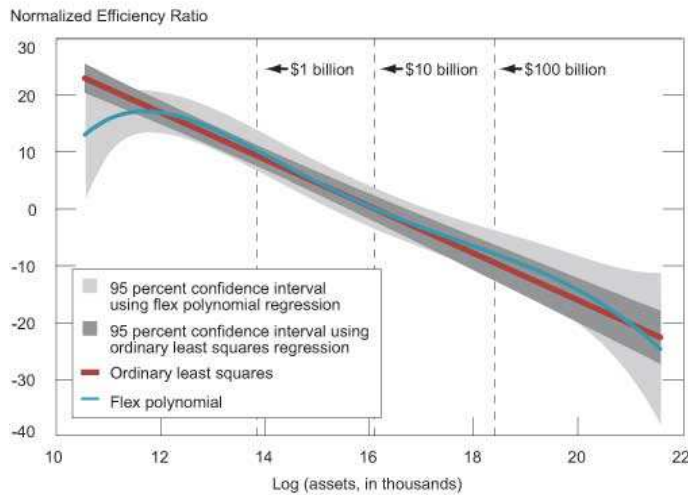 Normalized Efficiency Ratio
30
20
10
0
-10
-20
-30
-40
$1 billion
$10 billion
$100 billion
95 percent confidence interval
using flex polynomial regression
95 percent confidence interval using
ordinary least squares regression
Ordinary least squares
Flex polynomial
10 12 14 16 18 20 22
Log (assets, in thousands)